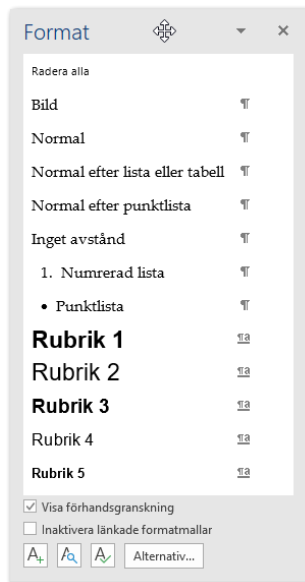 Format
Radera alla
Bild ¶
Normal ¶
Normal efter lista eller tabell ¶
Normal efter punktlista ¶
Inget avstånd ¶
1. Numrerad lista ¶
• Punktlista ¶
Rubrik 1 ¶a
Rubrik 2 ¶a
Rubrik 3 ¶a
Rubrik 4 ¶a
Rubrik 5 ¶a
Visa förhandsgranskning
Inaktivera länkade formatmallar
Alternativ...